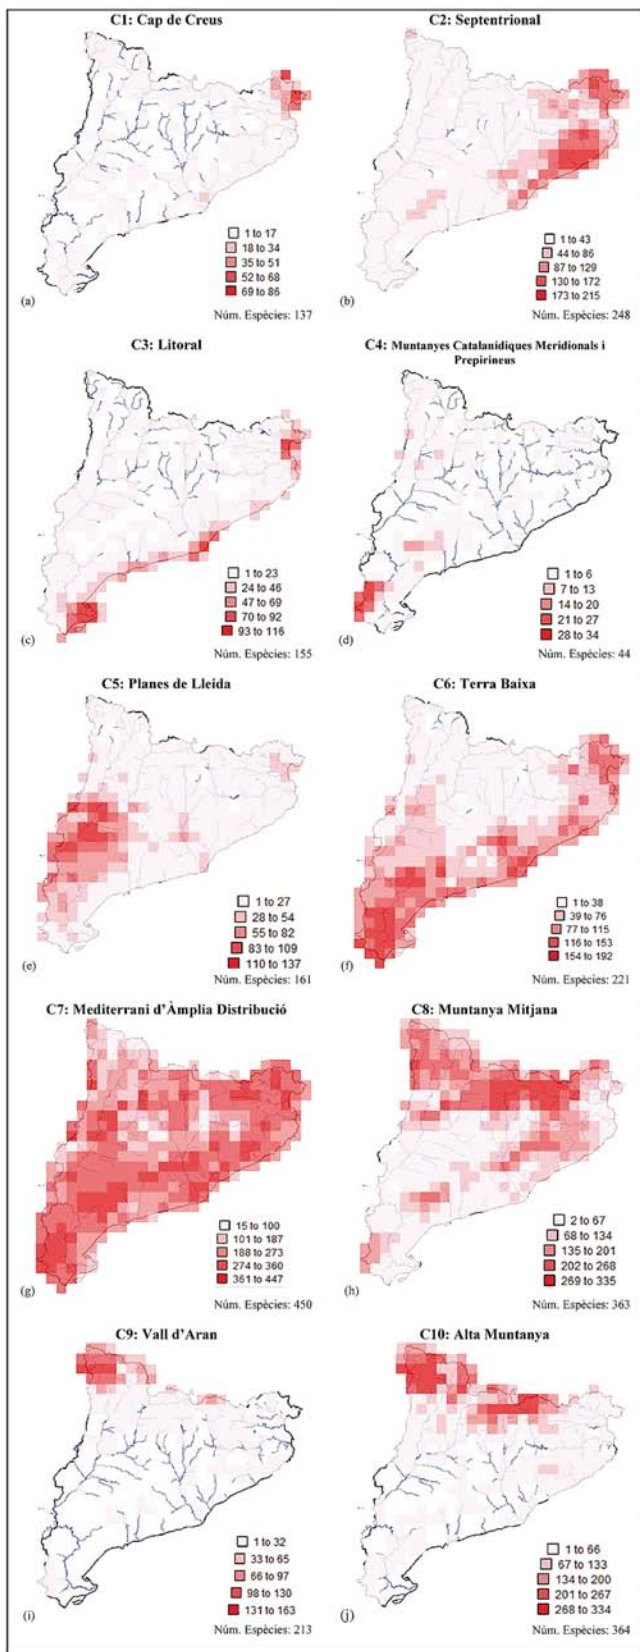 C1: Cap de Creus
1 to 17
18 to 34
35 to 51
52 to 68
69 to 86
(a)
Núm. Espècies: 137
C2: Septentrional
1 to 43
44 to 86
87 to 129
130 to 172
173 to 215
(b)
Núm. Espècies: 248
C3: Litoral
1 to 23
24 to 46
47 to 69
70 to 92
93 to 116
(c)
Núm. Espècies: 155
C4: Muntanyes Catalanídiques Meridionals i
Prepirineus
1 to 6
7 to 13
14 to 20
21 to 27
28 to 34
(d)
Núm. Espècies: 44
C5: Planes de Lleida
1 to 27
28 to 54
55 to 82
83 to 109
110 to 137
(e)
Núm. Espècies: 161
C6: Terra Baixa
1 to 38
39 to 76
77 to 115
116 to 153
154 to 192
(f)
Núm. Espècies: 221
C7: Mediterrani d'Àmplia Distribució
15 to 100
101 to 187
188 to 273
274 to 360
361 to 447
(g)
Núm. Espècies: 450
C8: Muntanya Mitjana
2 to 67
68 to 134
135 to 201
202 to 268
269 to 335
(h)
Núm. Espècies: 363
C9: Vall d'Aran
1 to 32
33 to 65
66 to 97
98 to 130
131 to 163
(i)
Núm. Espècies: 213
C10: Alta Muntanya
1 to 66
67 to 133
134 to 200
201 to 267
268 to 334
(j)
Núm. Espècies: 364